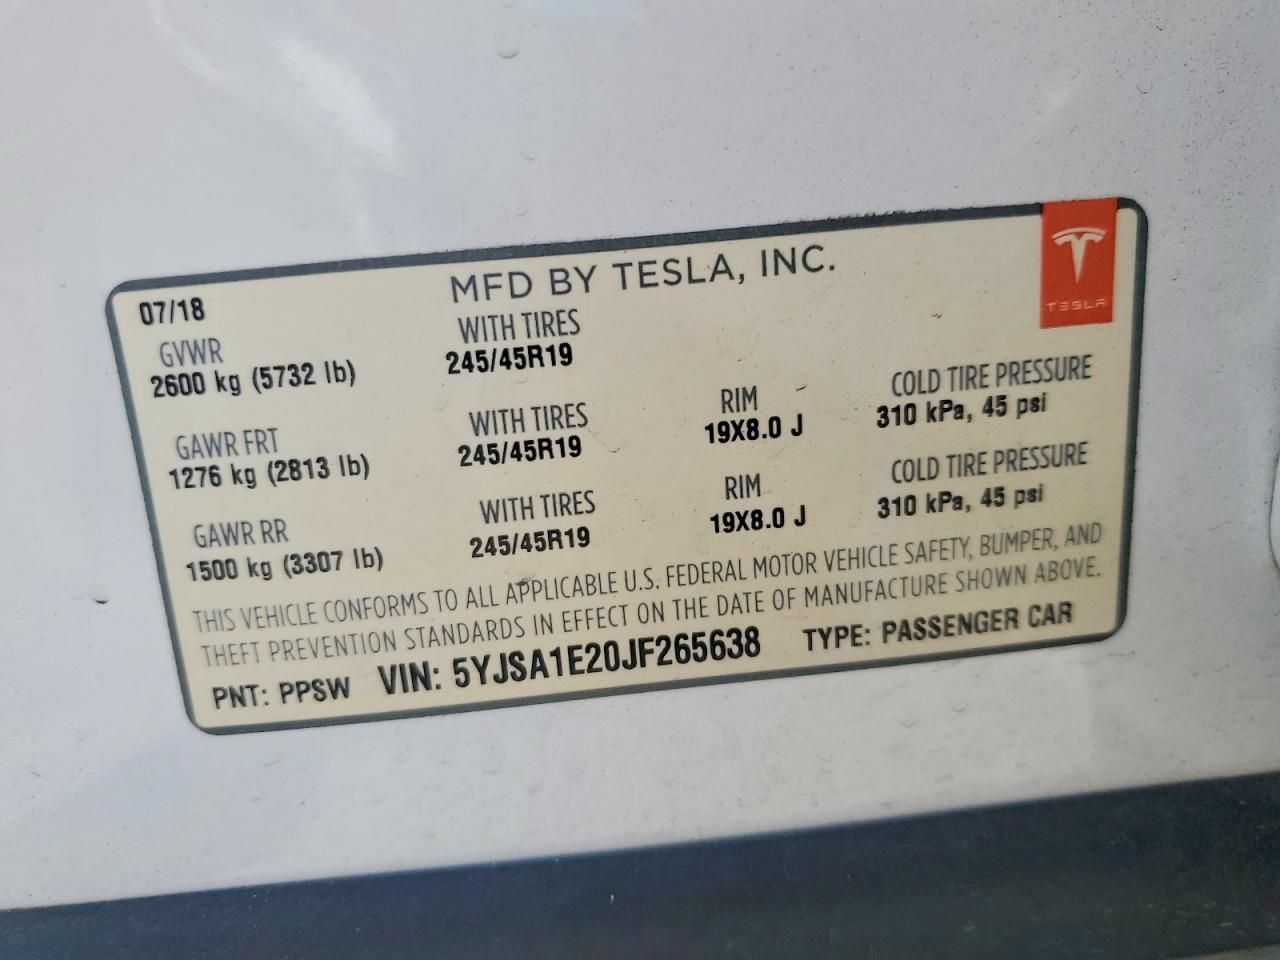 MFD BY TESLA, INC.
TESLA
07/18
GVWR WITH TIRES
2600 kg (5732 lb) 245/45R19
GAWR FRT WITH TIRES RIM COLD TIRE PRESSURE
1276 kg (2813 lb) 245/45R19 19X8.0 J 310 kPa, 45 psi
GAWR RR WITH TIRES RIM COLD TIRE PRESSURE
1500 kg (3307 lb) 245/45R19 19X8.0 J 310 kPa, 45 psi
THIS VEHICLE CONFORMS TO ALL APPLICABLE U.S. FEDERAL MOTOR VEHICLE SAFETY, BUMPER, AND
THEFT PREVENTION STANDARDS IN EFFECT ON THE DATE OF MANUFACTURE SHOWN ABOVE.
PNT: PPSW VIN: 5YJSA1E20JF265638 TYPE: PASSENGER CAR